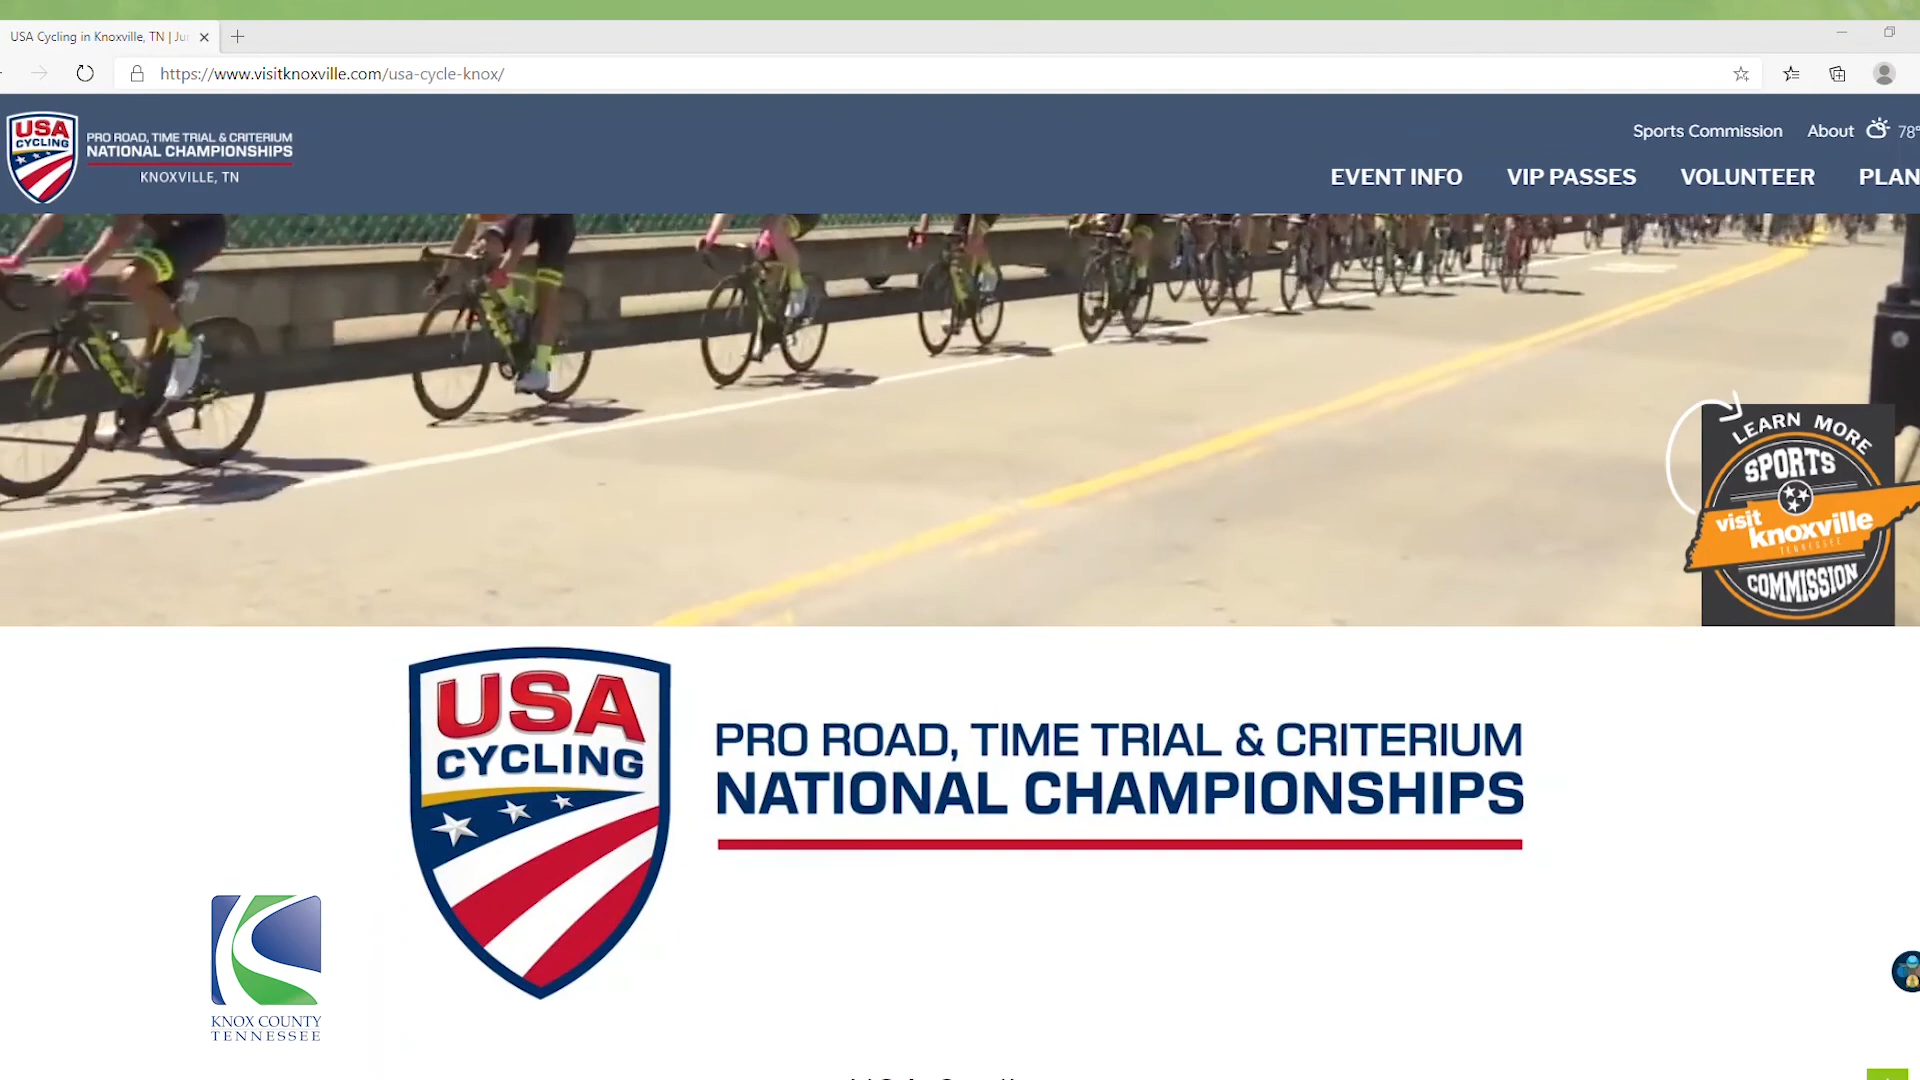 USA Cycling in Knoxville, TN | Ju
https://www.visitknoxville.com/usa-cycle-knox/
USA
CYCLING
PRO ROAD, TIME TRIAL & CRITERIUM
NATIONAL CHAMPIONSHIPS
KNOXVILLE, TN
Sports Commission
About
78°
EVENT INFO
VIP PASSES
VOLUNTEER
PLAN
LEARN MORE
SPORTS
visit
knoxville
TENNESSEE
COMMISSION
USA
CYCLING
PRO ROAD, TIME TRIAL & CRITERIUM
NATIONAL CHAMPIONSHIPS
KNOX COUNTY
TENNESSEE